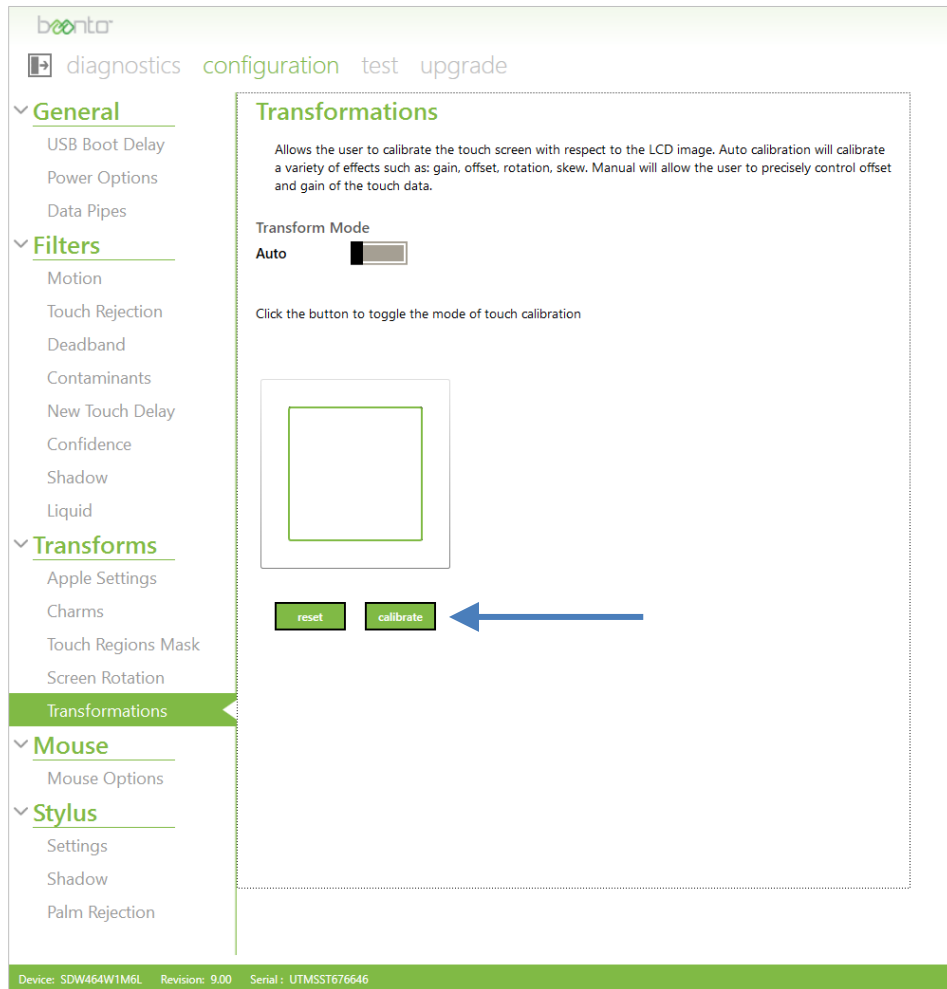 diagnostics configuration test upgrade
General
USB Boot Delay
Power Options
Data Pipes
Filters
Motion
Touch Rejection
Deadband
Contaminants
New Touch Delay
Confidence
Shadow
Liquid
Transforms
Apple Settings
Charms
Touch Regions Mask
Screen Rotation
Transformations
Mouse
Mouse Options
Stylus
Settings
Shadow
Palm Rejection
Transformations
Allows the user to calibrate the touch screen with respect to the LCD image. Auto calibration will calibrate
a variety of effects such as: gain, offset, rotation, skew. Manual will allow the user to precisely control offset
and gain of the touch data.
Transform Mode
Auto
Click the button to toggle the mode of touch calibration
reset calibrate
Device: SDW464W1M6L Revision: 9.00 Serial : UTMSST676646